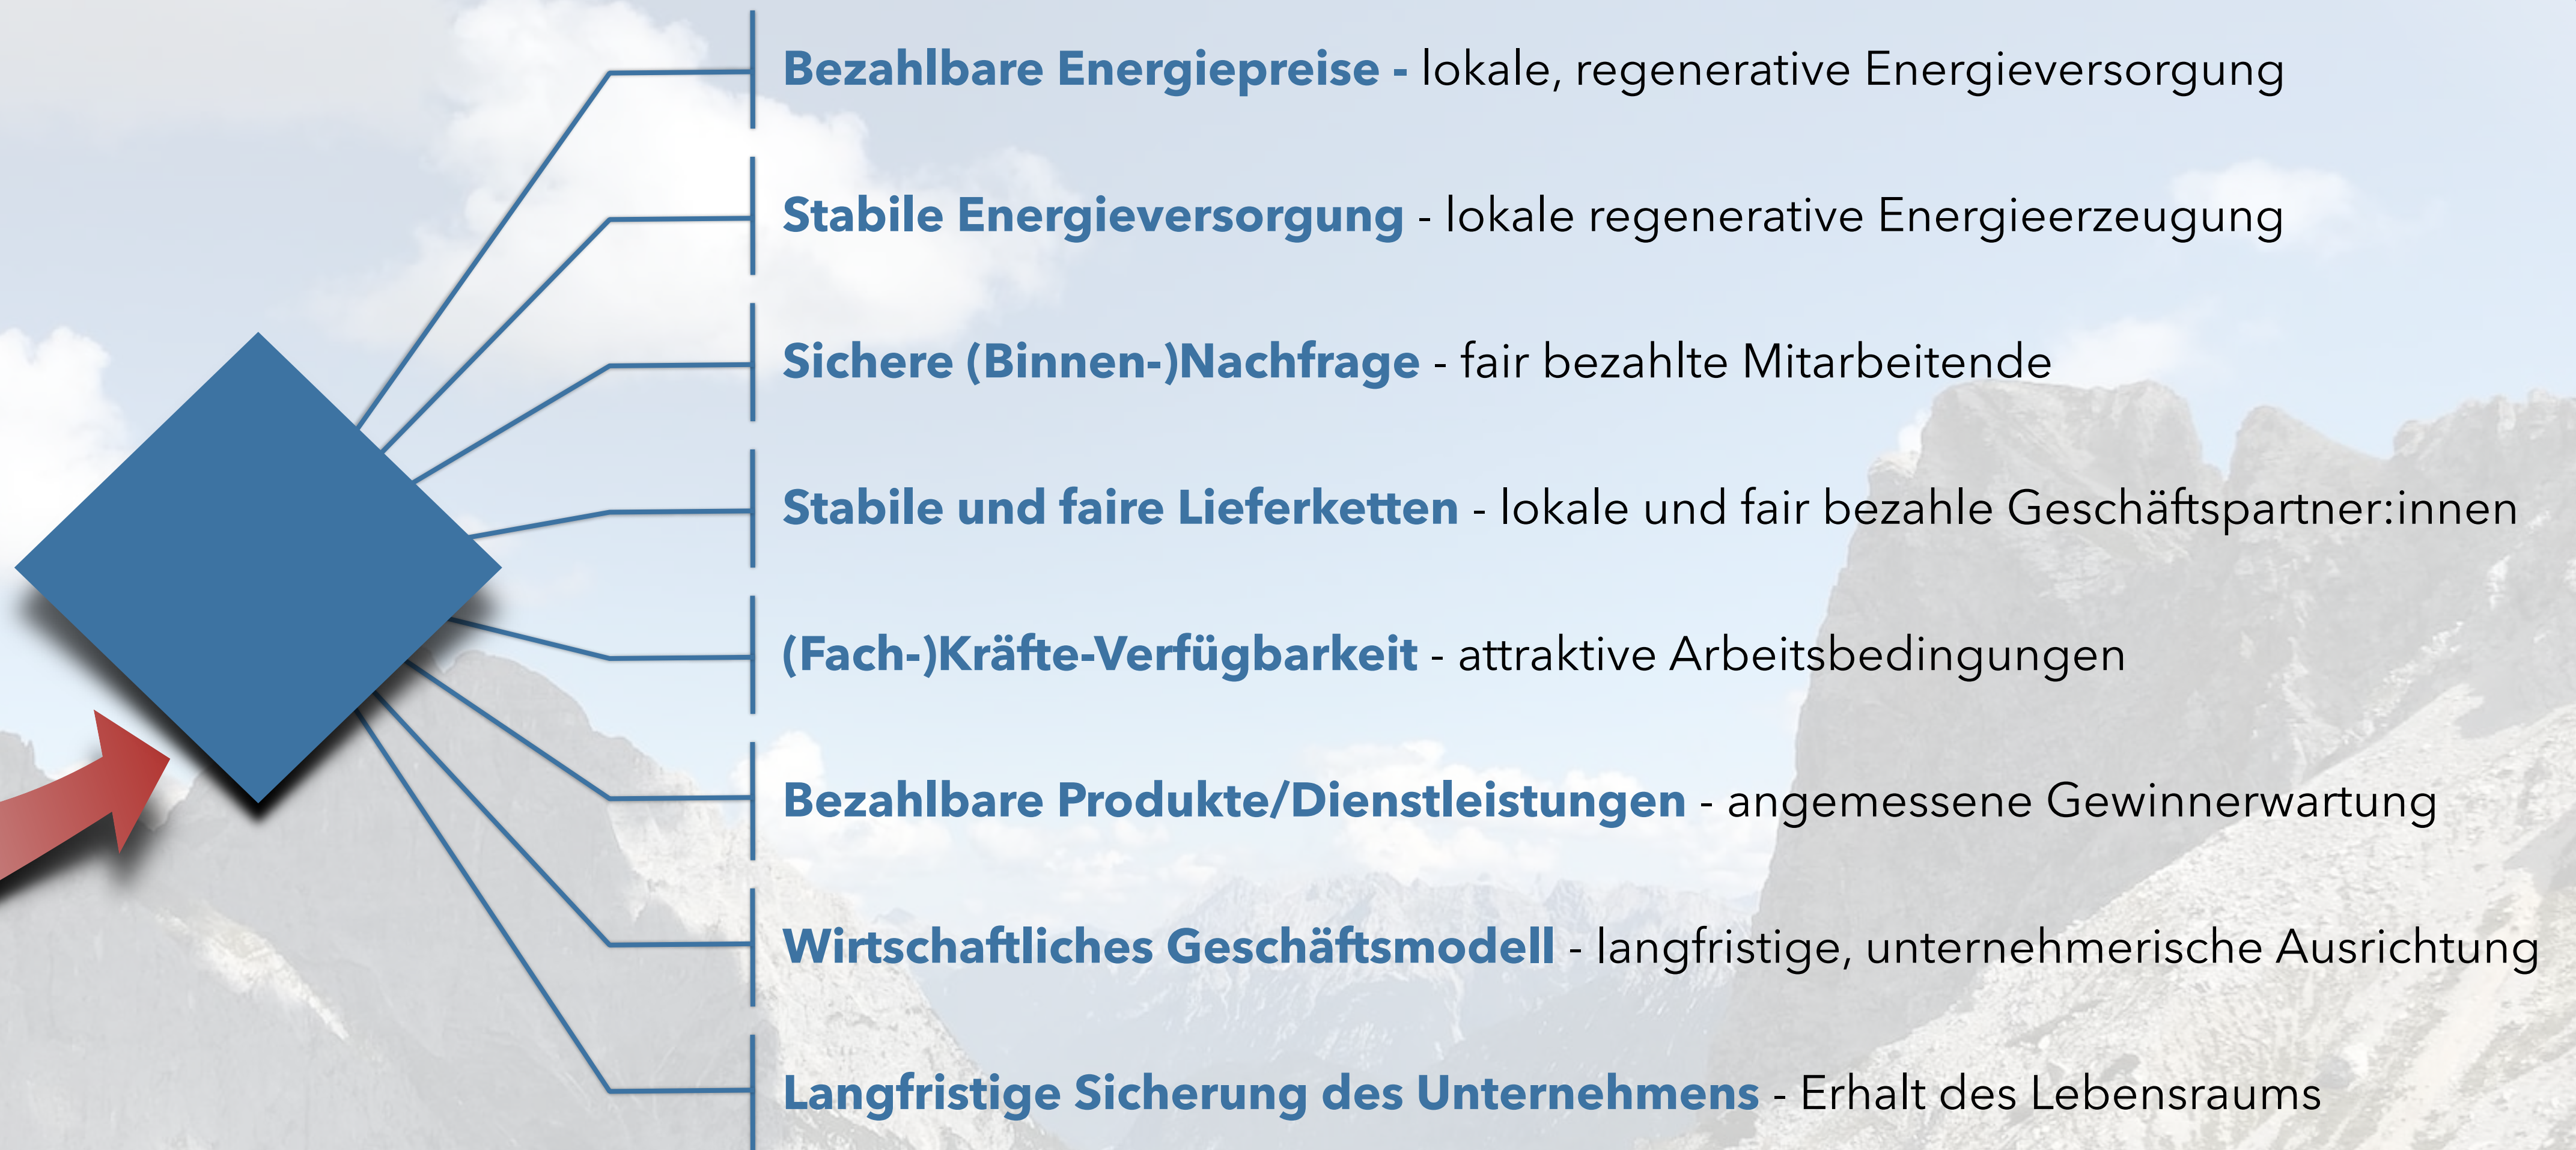 Bezahlbare Energiepreise - lokale, regenerative Energieversorgung
Stabile Energieversorgung - lokale regenerative Energieerzeugung
Sichere (Binnen-)Nachfrage - fair bezahlte Mitarbeitende
Stabile und faire Lieferketten - lokale und fair bezahle Geschäftspartner:innen
(Fach-)Kräfte-Verfügbarkeit - attraktive Arbeitsbedingungen
Bezahlbare Produkte/Dienstleistungen - angemessene Gewinnerwartung
Wirtschaftliches Geschäftsmodell - langfristige, unternehmerische Ausrichtung
Langfristige Sicherung des Unternehmens - Erhalt des Lebensraums